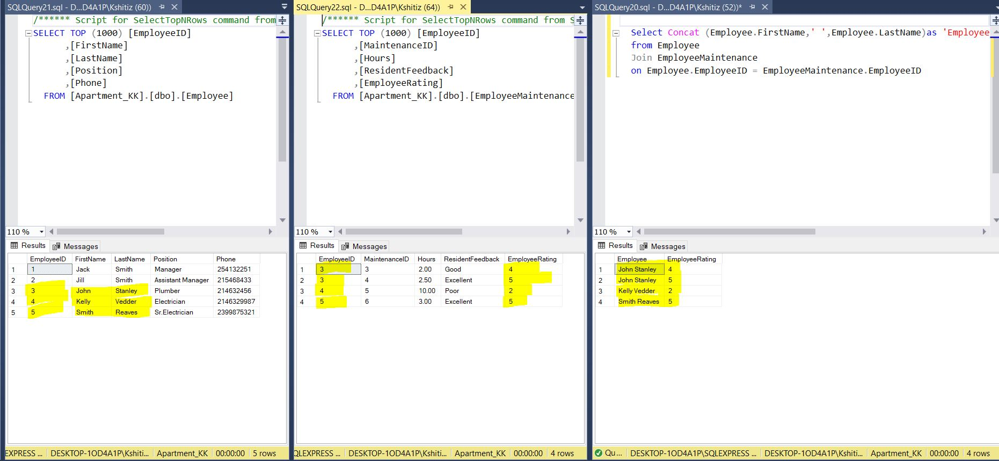 SQLQuery21.sql - D...D4A1P\Kshitiz (60))
/****** Script for SelectTopNRows command from
SELECT TOP (1000) [EmployeeID]
,[FirstName]
,[LastName]
,[Position]
,[Phone]
FROM [Apartment_KK].[dbo].[Employee]
110 %
Results Messages
EmployeeID FirstName LastName Position Phone
1 1 Jack Smith Manager 254132251
2 2 Jill Smith Assistant Manager 215468433
3 3 John Stanley Plumber 214632456
4 4 Kelly Vedder Electrician 2146329987
5 5 Smith Reaves Sr.Electrician 2399875321
EXPRESS ... DESKTOP-1OD4A1P\Kshiti... Apartment_KK 00:00:00 5 rows
SQLQuery22.sql - D...D4A1P\Kshitiz (64))
/****** Script for SelectTopNRows command from S
SELECT TOP (1000) [EmployeeID]
,[MaintenanceID]
,[Hours]
,[ResidentFeedback]
,[EmployeeRating]
FROM [Apartment_KK].[dbo].[EmployeeMaintenance
110 %
Results Messages
EmployeeID MaintenanceID Hours ResidentFeedback EmployeeRating
1 3 3 2.00 Good 4
2 3 4 2.50 Excellent 5
3 4 5 10.00 Poor 2
4 5 6 3.00 Excellent 5
QLEXPRESS ... DESKTOP-1OD4A1P\Kshiti... Apartment_KK 00:00:00 4 rows
SQLQuery20.sql - D...D4A1P\Kshitiz (52))*
Select Concat (Employee.FirstName,' ',Employee.LastName)as 'Employee
from Employee
Join EmployeeMaintenance
on Employee.EmployeeID = EmployeeMaintenance.EmployeeID
110 %
Results Messages
Employee EmployeeRating
1 John Stanley 4
2 John Stanley 5
3 Kelly Vedder 2
4 Smith Reaves 5
Qu... DESKTOP-1OD4A1P\SQLEXPRESS ... DESKTOP-1OD4A1P\Kshiti... Apartment_KK 00:00:00 4 rows